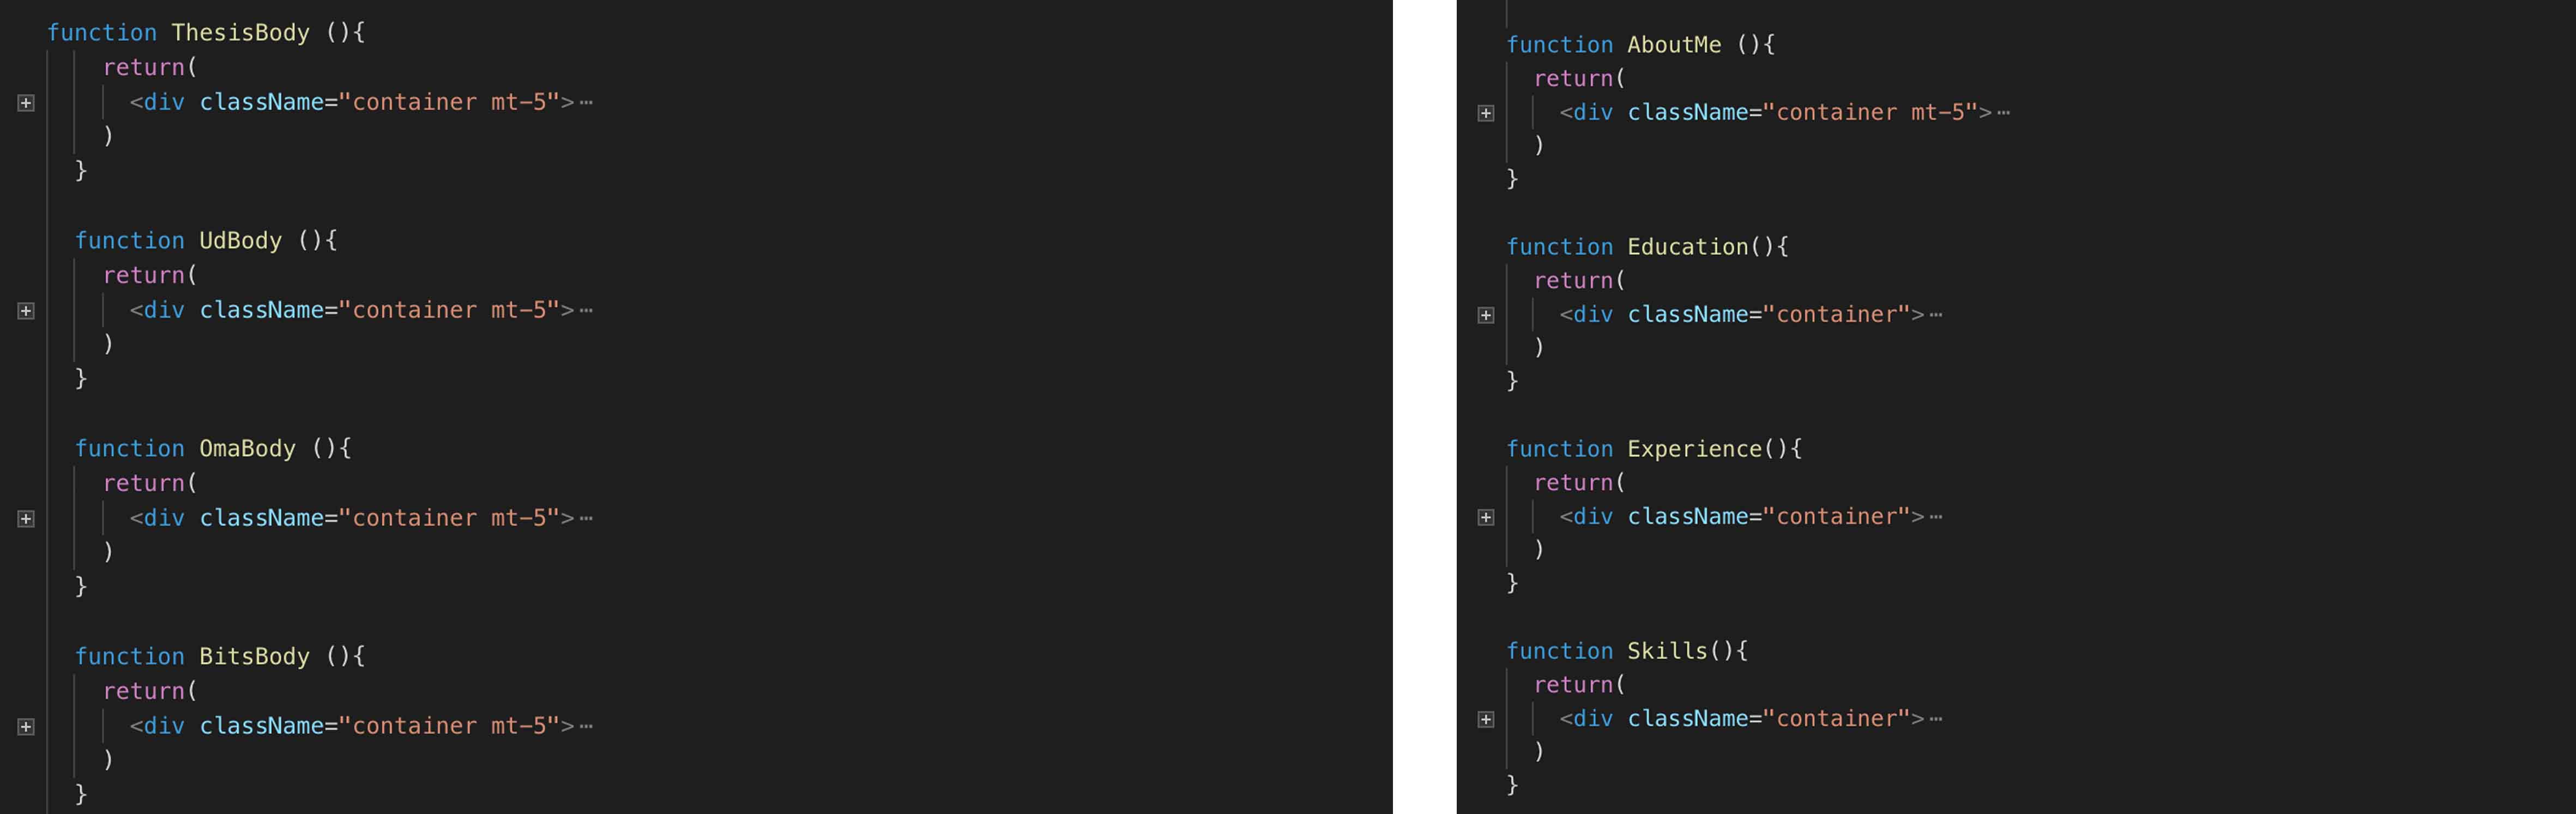 function ThesisBody (){
return(
<div className="container mt-5">⋯
)
}
function UdBody (){
return(
<div className="container mt-5">⋯
)
}
function OmaBody (){
return(
<div className="container mt-5">⋯
)
}
function BitsBody (){
return(
<div className="container mt-5">⋯
)
}
function AboutMe (){
return(
<div className="container mt-5">⋯
)
}
function Education(){
return(
<div className="container">⋯
)
}
function Experience(){
return(
<div className="container">⋯
)
}
function Skills(){
return(
<div className="container">⋯
)
}